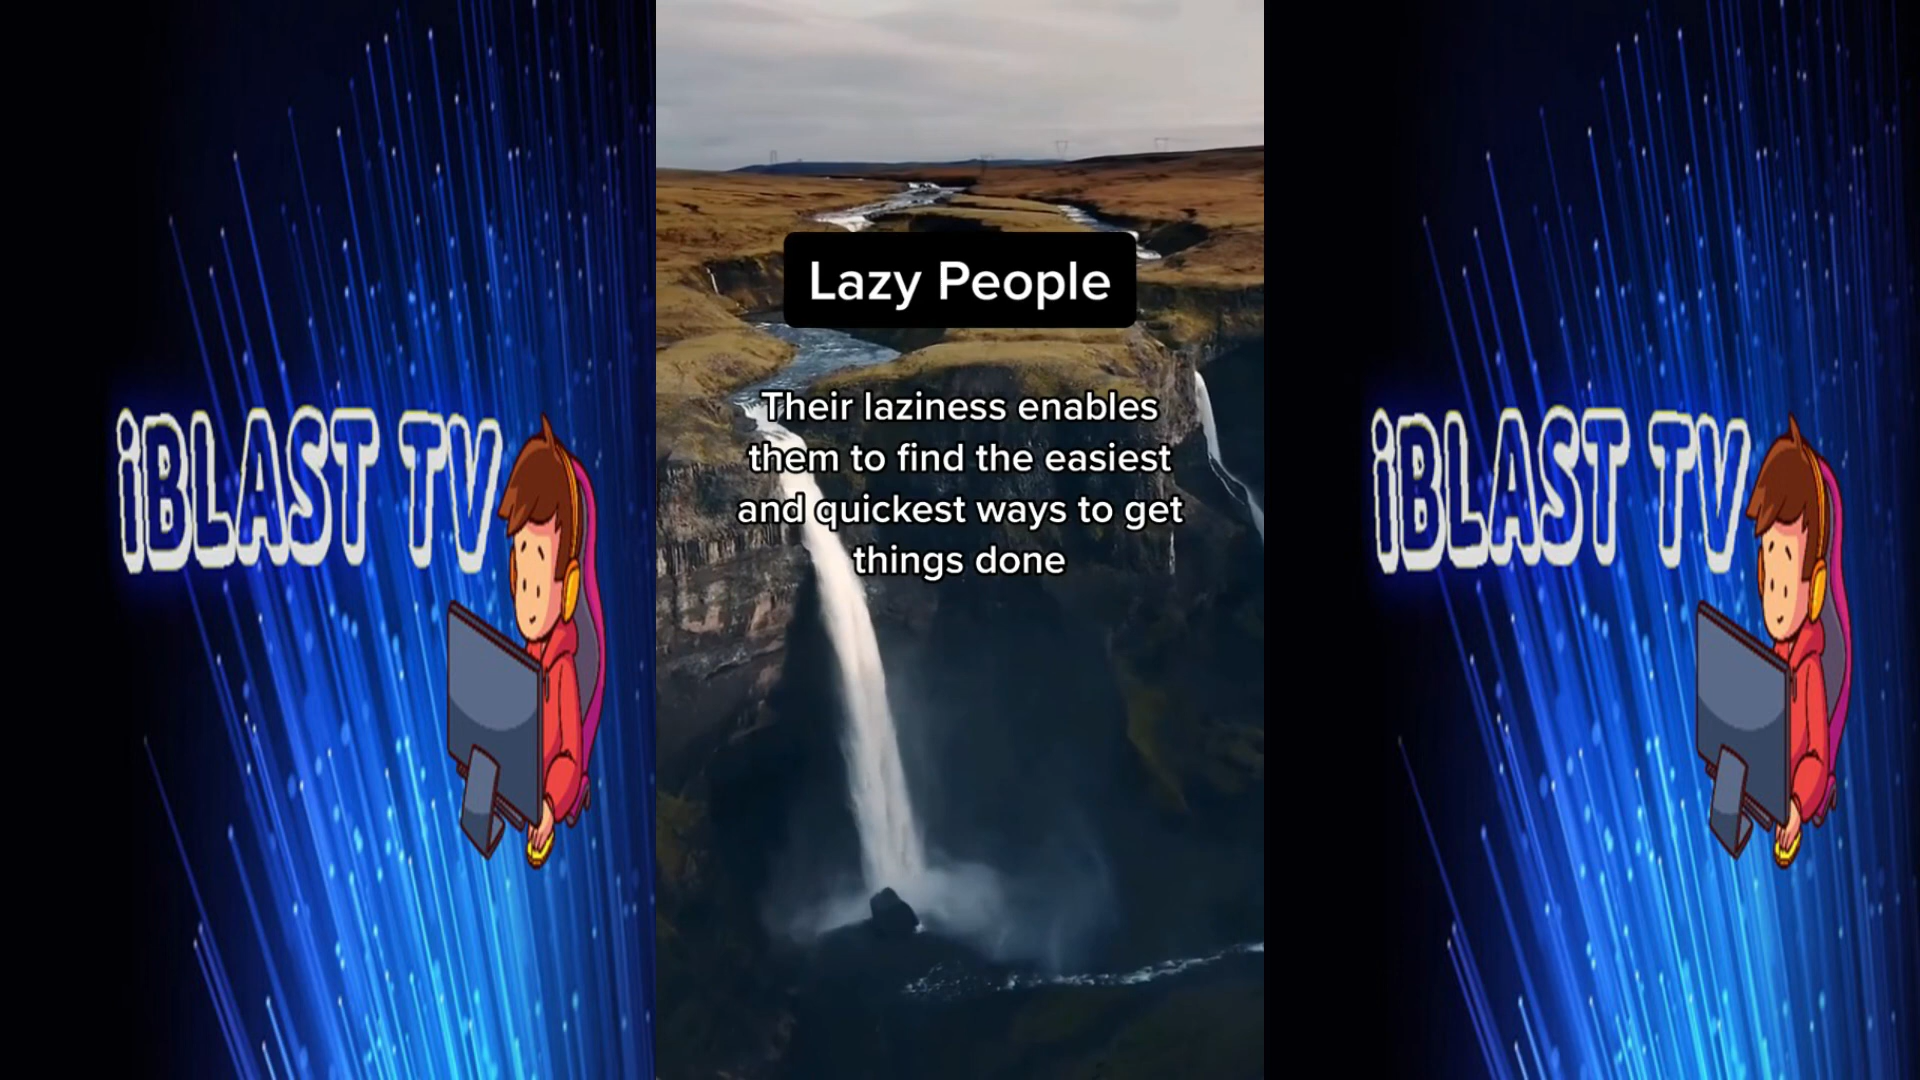 iBLAST TV
Lazy People
Their laziness enables
them to find the easiest
and quickest ways to get
things done
iBLAST TV